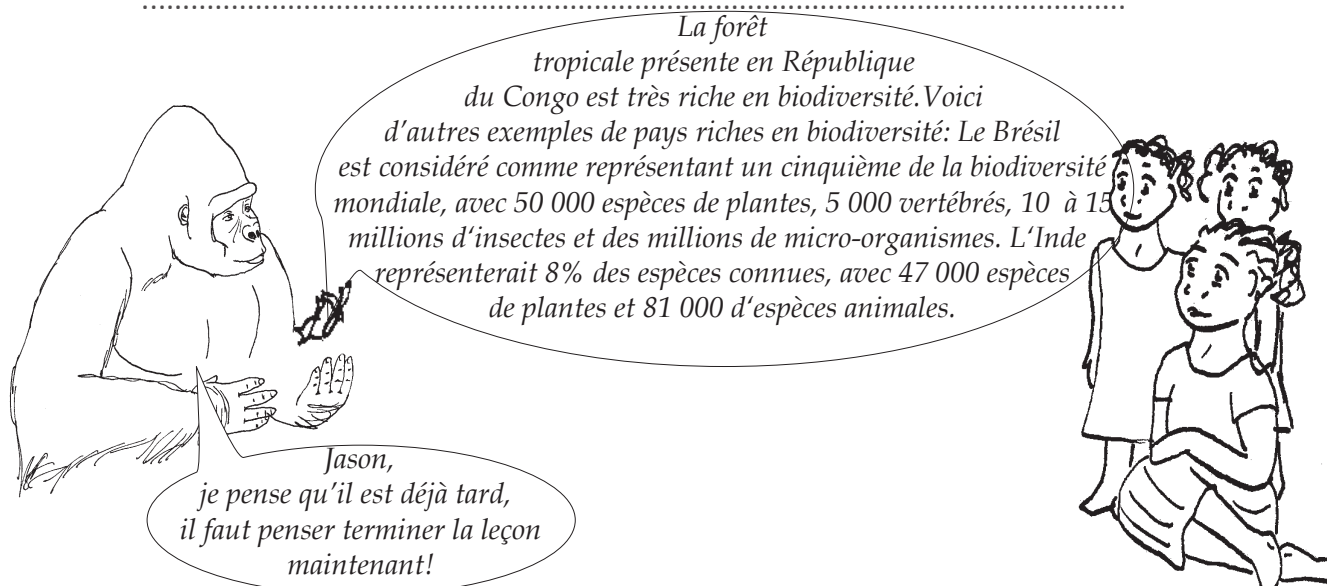 La forêt
tropicale présente en République
du Congo est très riche en biodiversité.Voici
d'autres exemples de pays riches en biodiversité: Le Brésil
est considéré comme représentant un cinquième de la biodiversité
mondiale, avec 50 000 espèces de plantes, 5 000 vertébrés, 10 à 15
millions d‘insectes et des millions de micro-organismes. L‘Inde
représenterait 8% des espèces connues, avec 47 000 espèces
de plantes et 81 000 d‘espèces animales.
Jason,
je pense qu'il est déjà tard,
il faut penser terminer la leçon
maintenant!